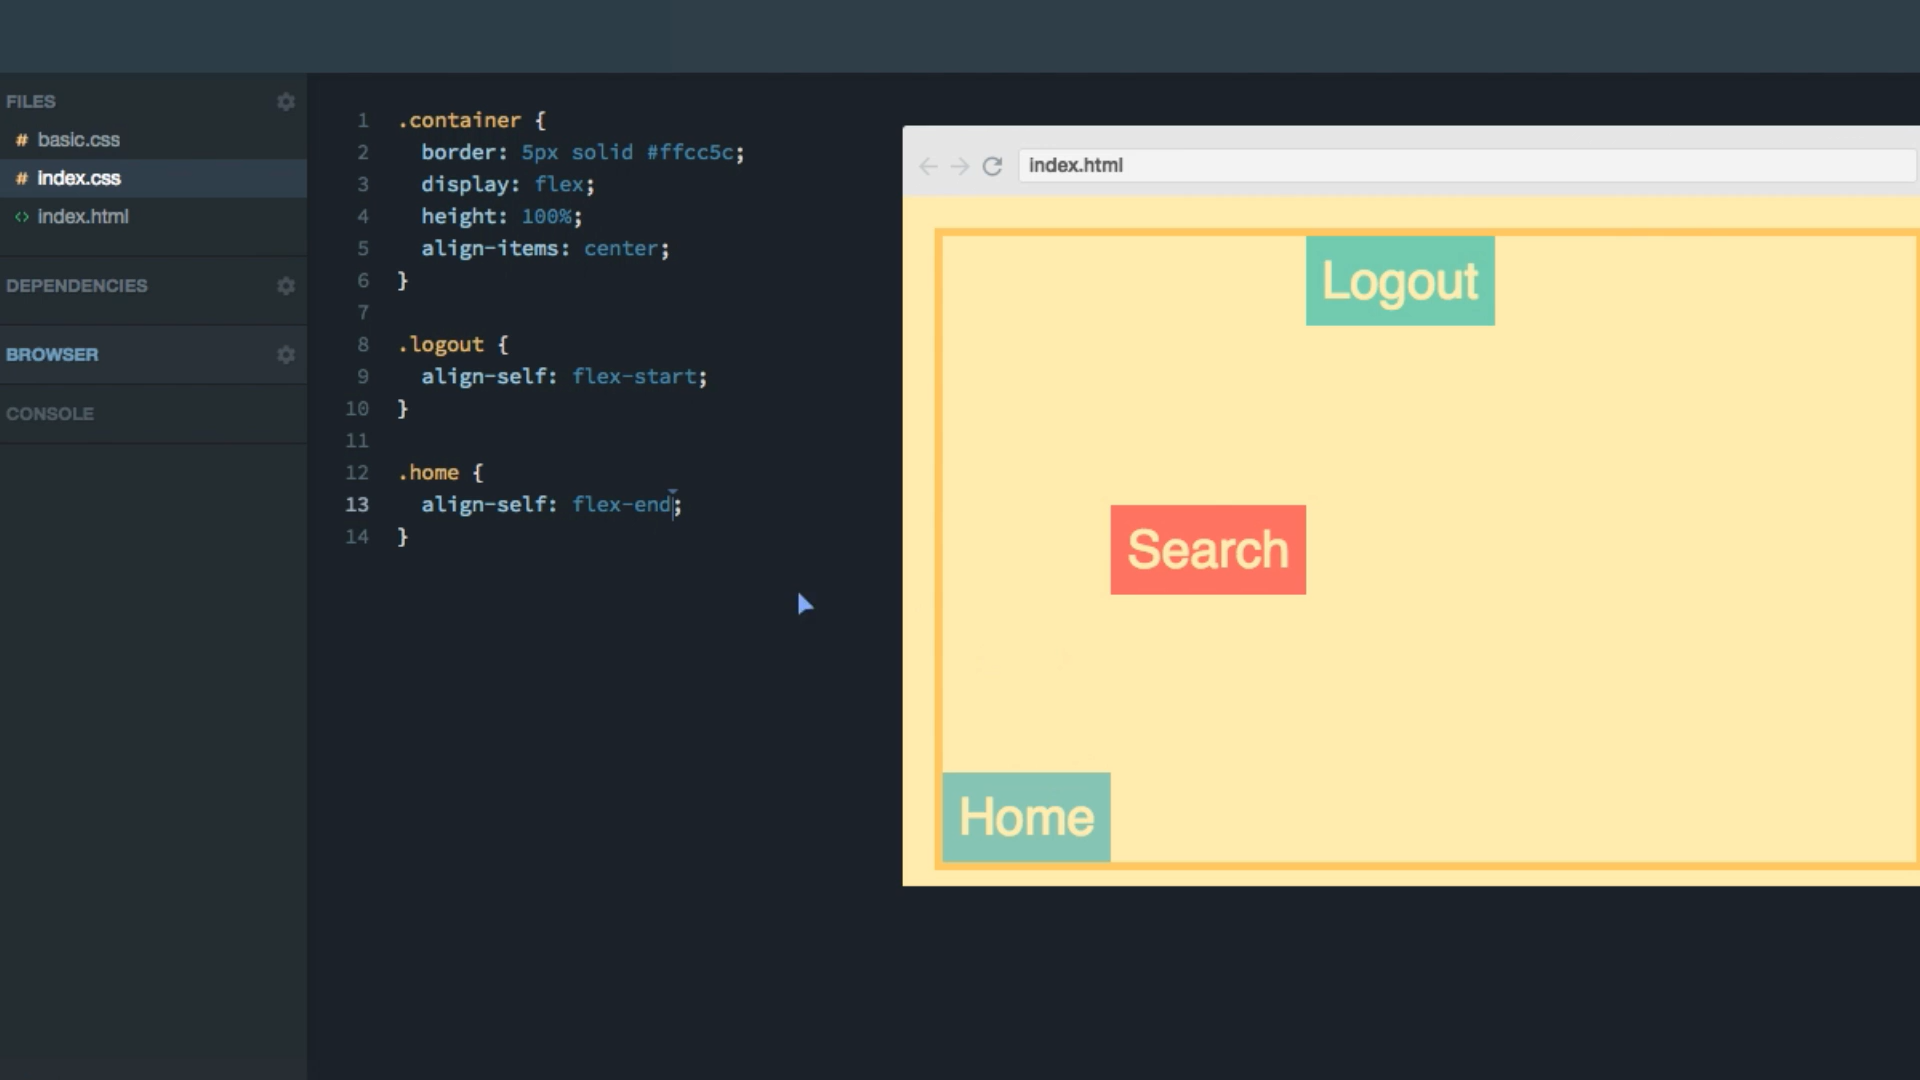 FILES
# basic.css
# index.css
<> index.html
DEPENDENCIES
BROWSER
CONSOLE
1 .container {
2 border: 5px solid #ffcc5c;
3 display: flex;
4 height: 100%;
5 align-items: center;
6 }
7
8 .logout {
9 align-self: flex-start;
10 }
11
12 .home {
13 align-self: flex-end;
14 }
index.html
Logout
Search
Home